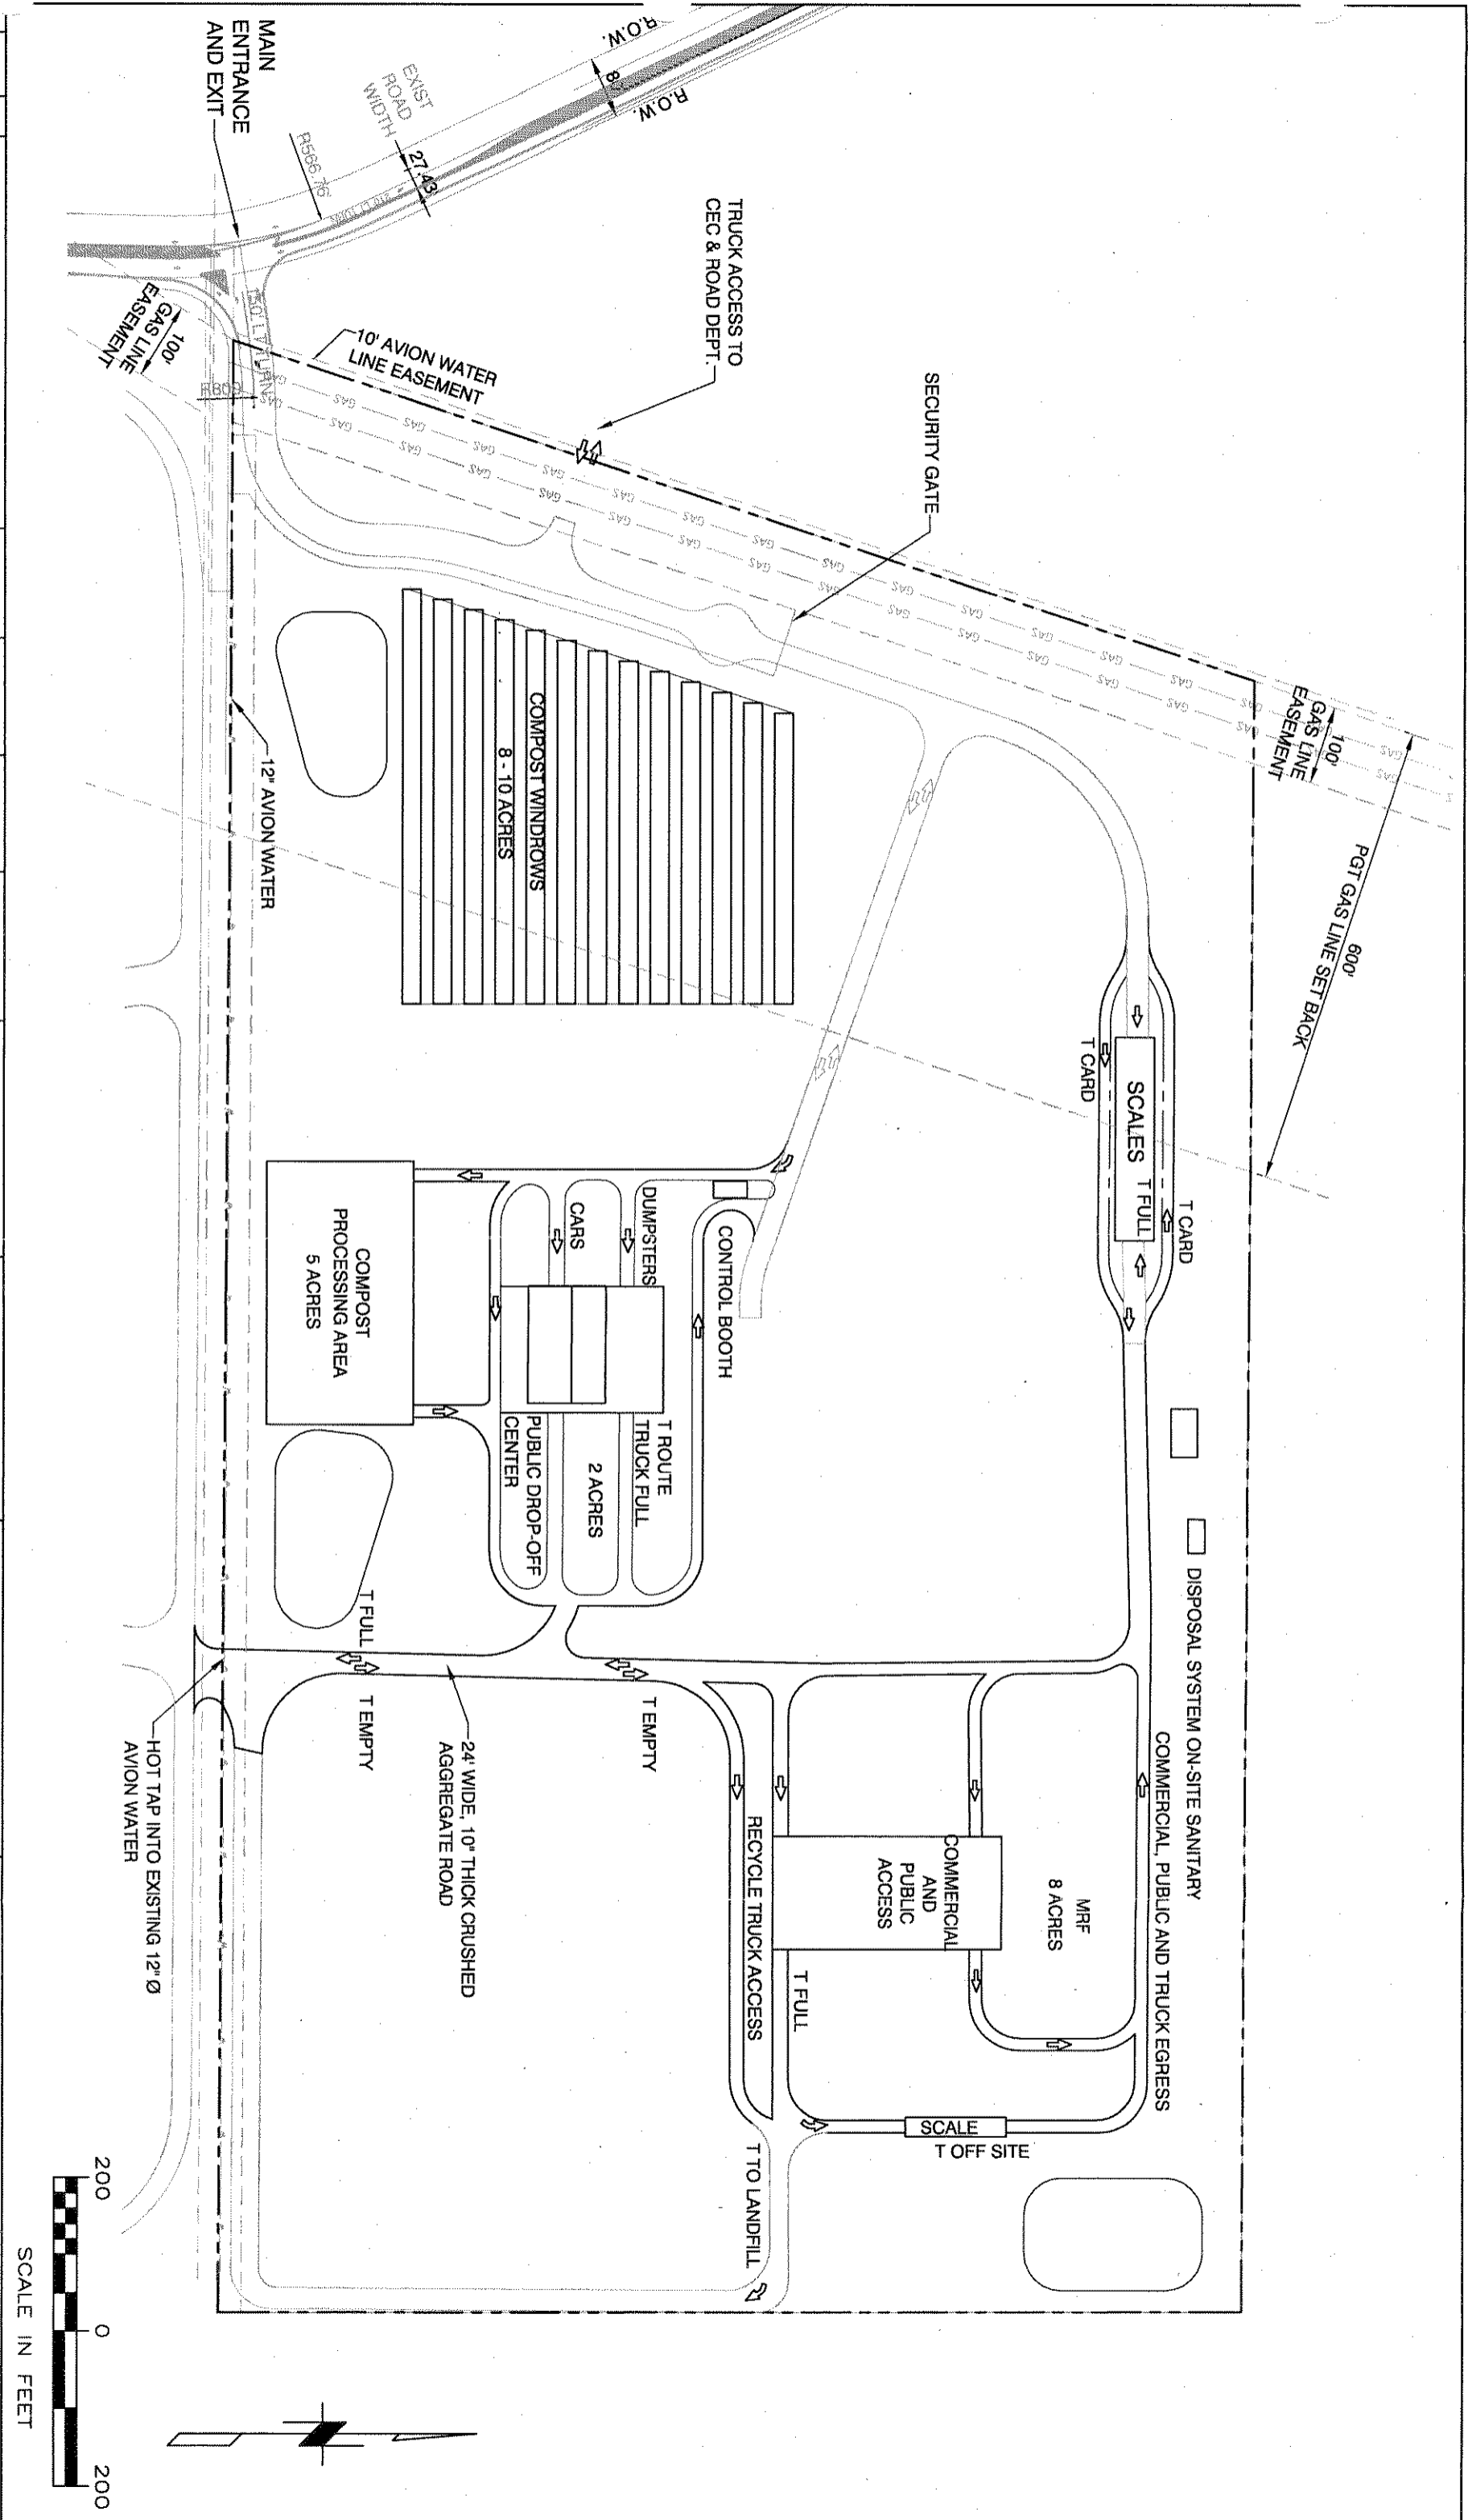 MAIN
ENTRANCE
AND EXIT
R.O.W.
R.O.W.
EXIST
ROAD
WIDTH
27.43'
R566.76'
GAS LINE
EASEMENT
100'
R809
10' AVION WATER
LINE EASEMENT
TRUCK ACCESS TO
CEC & ROAD DEPT.
SECURITY GATE
GAS LINE
EASEMENT
100'
600'
PGT GAS LINE SET BACK
GAS
12" AVION WATER
COMPOST WINDROWS
8 - 10 ACRES
T CARD
SCALES
T FULL
T CARD
DISPOSAL SYSTEM ON-SITE SANITARY
COMMERCIAL, PUBLIC AND TRUCK EGRESS
COMPOST
PROCESSING AREA
5 ACRES
CARS
DUMPSTERS
CONTROL BOOTH
PUBLIC DROP-OFF
CENTER
2 ACRES
T ROUTE
TRUCK FULL
T FULL
T EMPTY
T EMPTY
24' WIDE, 10" THICK CRUSHED
AGGREGATE ROAD
HOT TAP INTO EXISTING 12" Ø
AVION WATER
RECYCLE TRUCK ACCESS
COMMERCIAL
AND
PUBLIC
ACCESS
MRF
8 ACRES
T FULL
SCALE
T OFF SITE
T TO LANDFILL
200
0
200
SCALE IN FEET